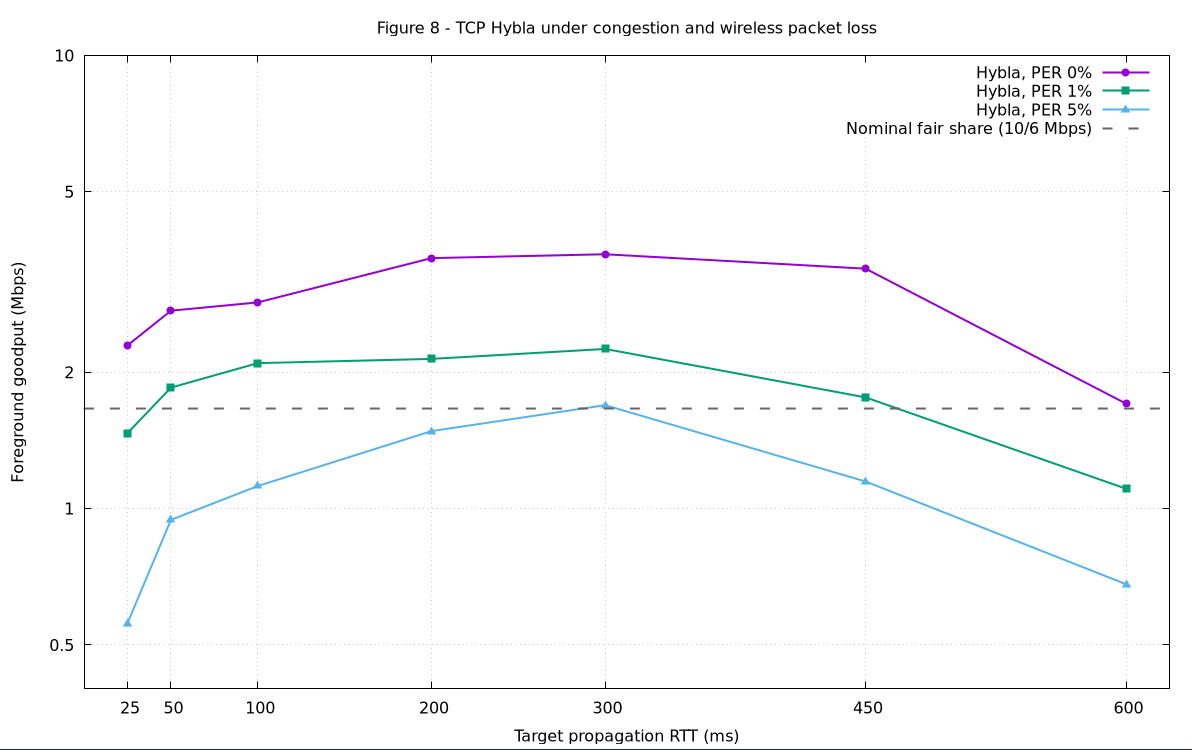 Figure 8 - TCP Hybla under congestion and wireless packet loss
10
Hybla, PER 0%
Hybla, PER 1%
Hybla, PER 5%
Nominal fair share (10/6 Mbps)
5
2
1
0.5
Foreground goodput (Mbps)
25 50 100 200 300 450 600
Target propagation RTT (ms)